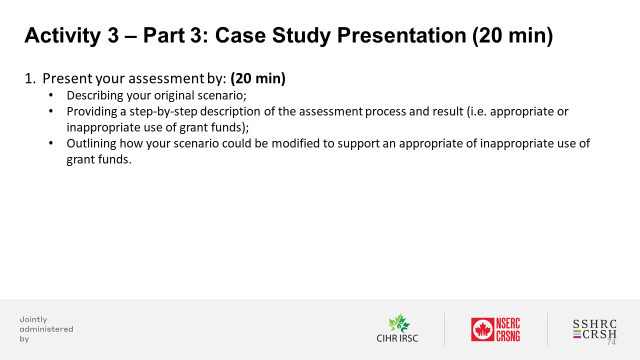 Activity 3 – Part 3: Case Study Presentation (20 min)
1. Present your assessment by: (20 min)
• Describing your original scenario;
• Providing a step-by-step description of the assessment process and result (i.e. appropriate or
inappropriate use of grant funds);
• Outlining how your scenario could be modified to support an appropriate of inappropriate use of
grant funds.
Jointly
administered
by
CIHR IRSC
NSERC
CRSNG
SSHRC
CRSH
74